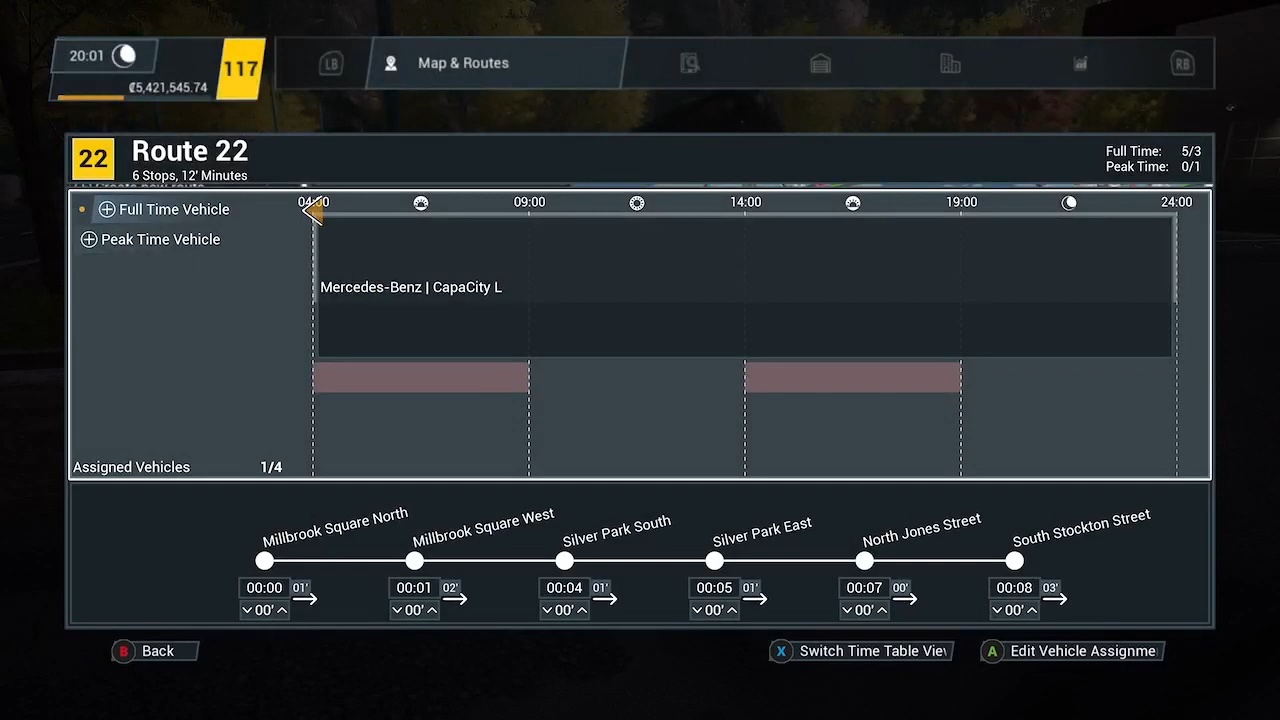 20:01
₡5,421,545.74
117
LB
Map & Routes
RB
22
Route 22
6 Stops, 12' Minutes
Full Time: 5/3
Peak Time: 0/1
Full Time Vehicle
04:00
09:00
14:00
19:00
24:00
Peak Time Vehicle
Mercedes-Benz | CapaCity L
Assigned Vehicles 1/4
Millbrook Square North
Millbrook Square West
Silver Park South
Silver Park East
North Jones Street
South Stockton Street
00:00 01'
00:01 02'
00:04 01'
00:05 01'
00:07 00'
00:08 03'
00'
00'
00'
00'
00'
00'
B Back
X Switch Time Table Vie
A Edit Vehicle Assignme